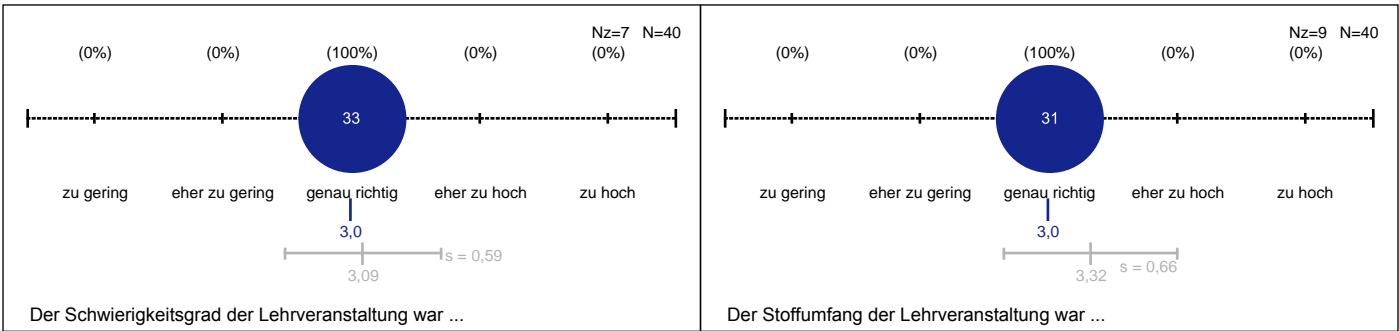 Nz=7 N=40
(0%) (0%) (100%) (0%) (0%)
33
zu gering eher zu gering genau richtig eher zu hoch zu hoch
3,0
s = 0,59
3,09
Der Schwierigkeitsgrad der Lehrveranstaltung war ...
Nz=9 N=40
(0%) (0%) (100%) (0%) (0%)
31
zu gering eher zu gering genau richtig eher zu hoch zu hoch
3,0
s = 0,66
3,32
Der Stoffumfang der Lehrveranstaltung war ...